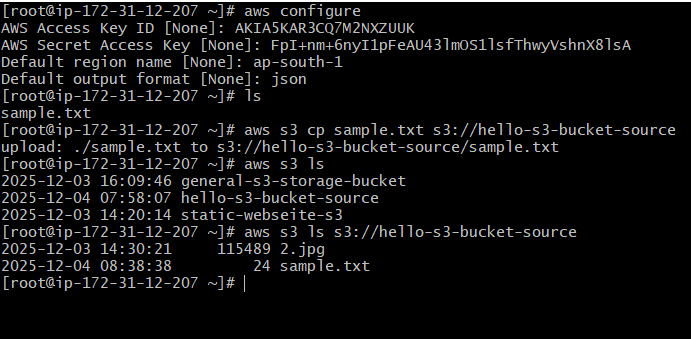 [root@ip-172-31-12-207 ~]# aws configure
AWS Access Key ID [None]: AKIA5KAR3CQ7M2NXZUUK
AWS Secret Access Key [None]: FpI+nm+6nyI1pFeAU43lmOS1lsfThwyVshnX8lsA
Default region name [None]: ap-south-1
Default output format [None]: json
[root@ip-172-31-12-207 ~]# ls
sample.txt
[root@ip-172-31-12-207 ~]# aws s3 cp sample.txt s3://hello-s3-bucket-source
upload: ./sample.txt to s3://hello-s3-bucket-source/sample.txt
[root@ip-172-31-12-207 ~]# aws s3 ls
2025-12-03 16:09:46 general-s3-storage-bucket
2025-12-04 07:58:07 hello-s3-bucket-source
2025-12-03 14:20:14 static-webseite-s3
[root@ip-172-31-12-207 ~]# aws s3 ls s3://hello-s3-bucket-source
2025-12-03 14:30:21     115489 2.jpg
2025-12-04 08:38:38         24 sample.txt
[root@ip-172-31-12-207 ~]#